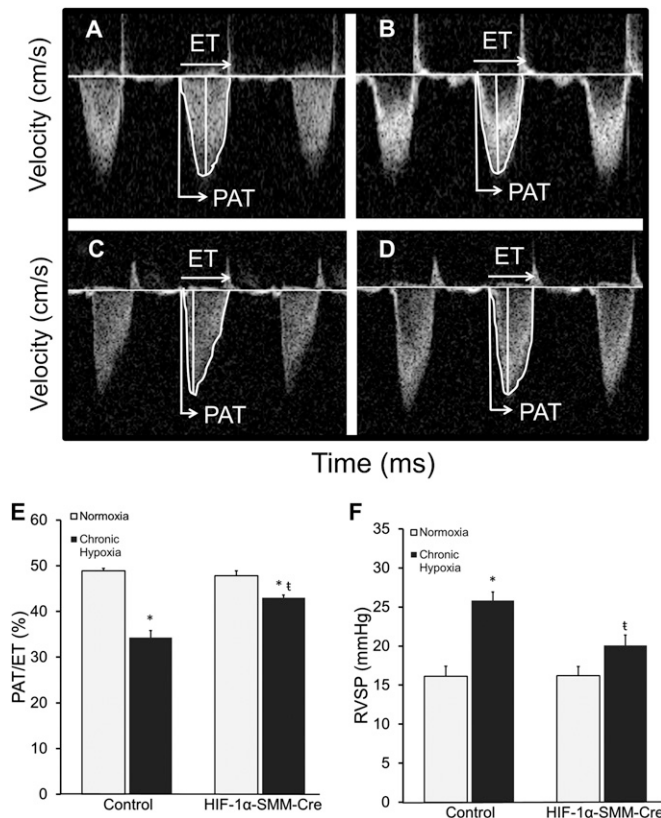 A
ET
PAT
B
ET
PAT
Velocity (cm/s)
C
ET
PAT
D
ET
PAT
Velocity (cm/s)
Time (ms)
E
Normoxia
Chronic
Hypoxia
60
50
40
30
20
10
0
PAT/ET (%)
*
* ŧ
Control
HIF-1α-SMM-Cre
F
Normoxia
Chronic
Hypoxia
35
30
25
20
15
10
5
0
RVSP (mmHg)
*
ŧ
Control
HIF-1α-SMM-Cre